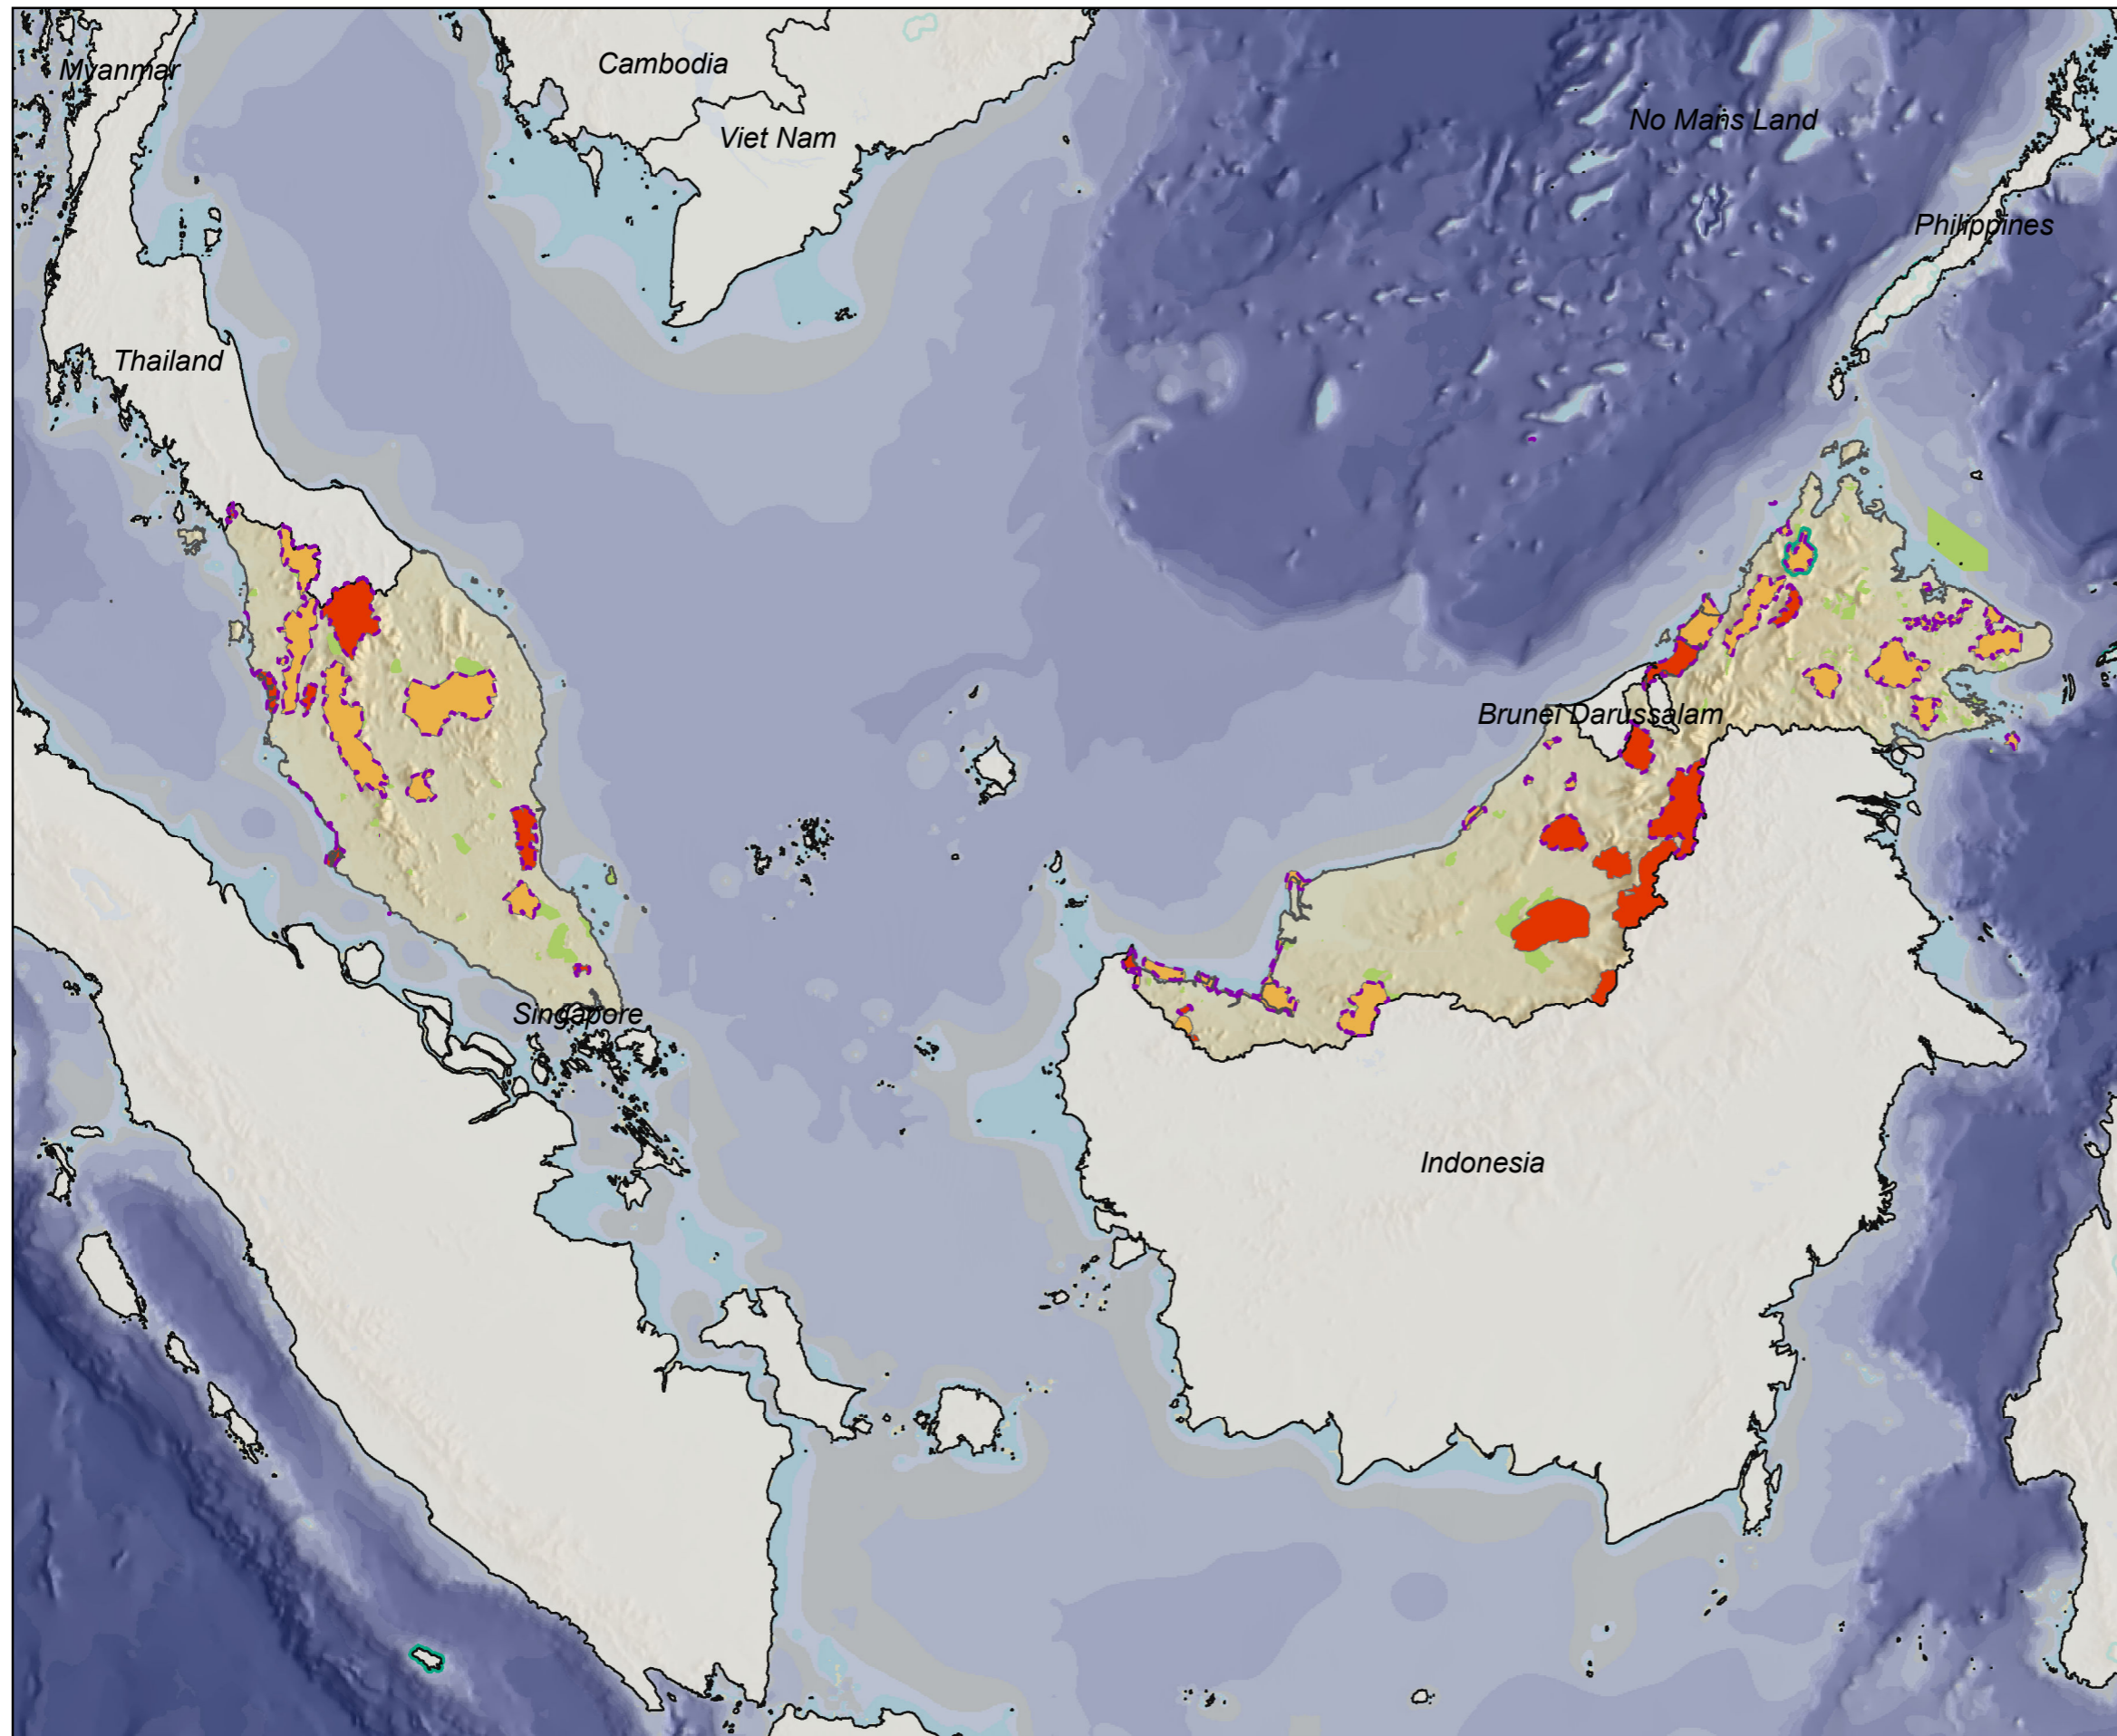 Myanmar
Cambodia
Viet Nam
No Mans Land
Philippines
Thailand
Brunei Darussalam
Singapore
Indonesia